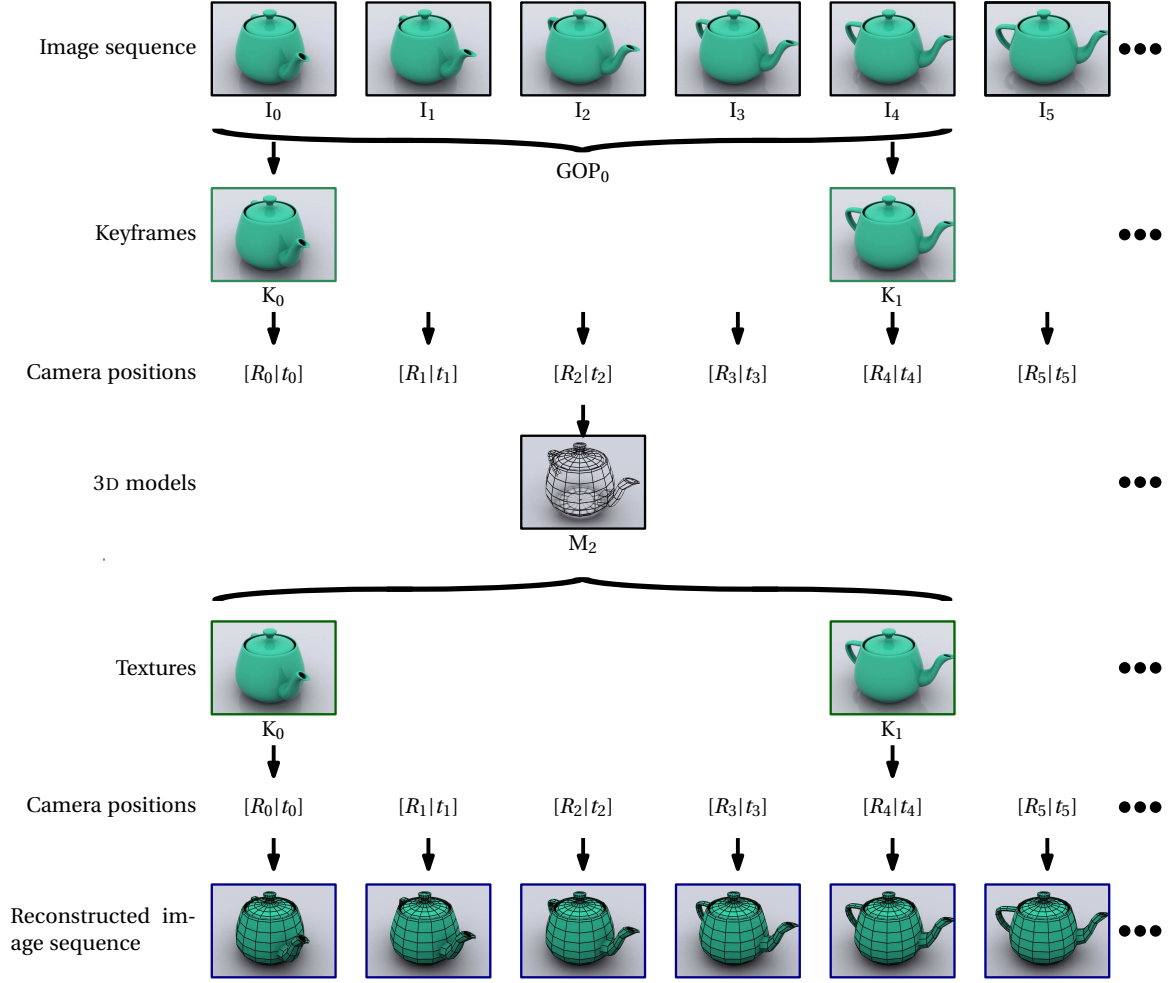 Image sequence
I₀ I₁ I₂ I₃ I₄ I₅
GOP₀
Keyframes
K₀ K₁
Camera positions [R₀|t₀] [R₁|t₁] [R₂|t₂] [R₃|t₃] [R₄|t₄] [R₅|t₅]
3D models
M₂
Textures
K₀ K₁
Camera positions [R₀|t₀] [R₁|t₁] [R₂|t₂] [R₃|t₃] [R₄|t₄] [R₅|t₅]
Reconstructed im-
age sequence